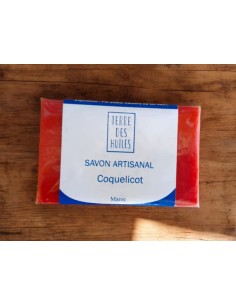 TERRE
DES
HUILES
SAVON ARTISANAL
Coquelicot